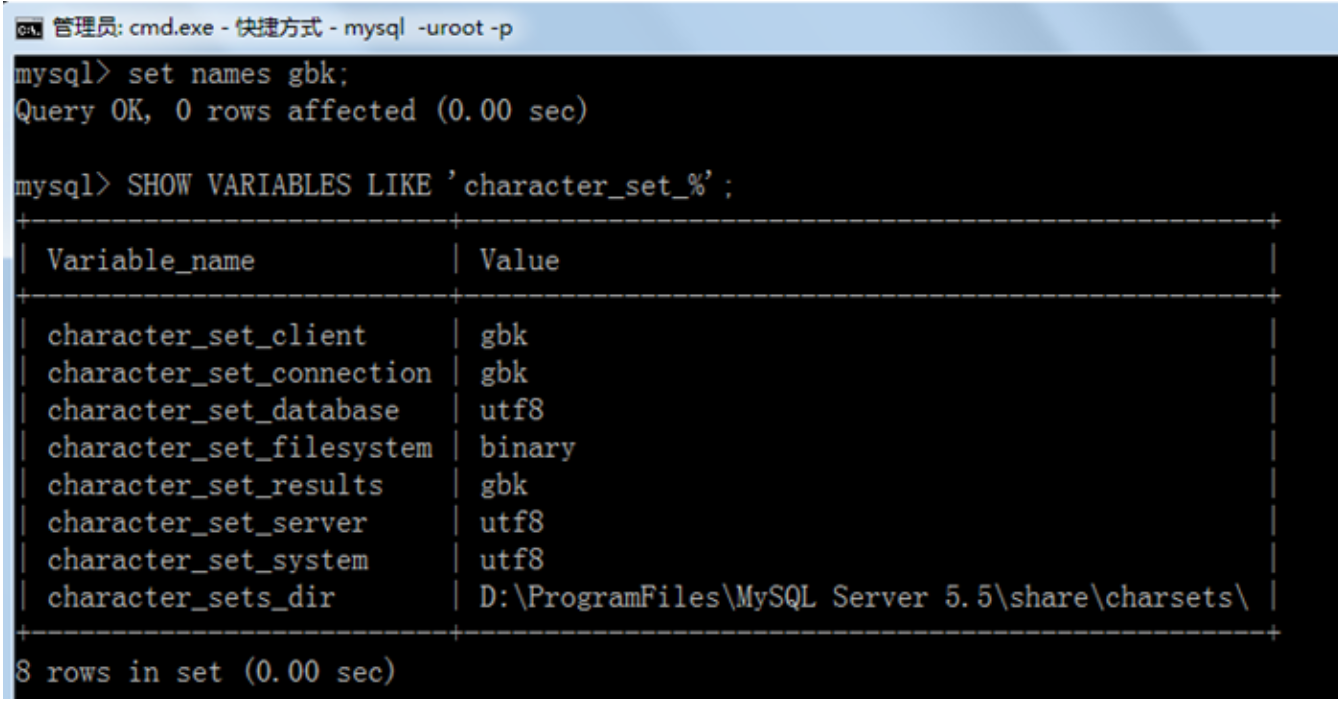 管理员: cmd.exe - 快捷方式 - mysql  -uroot -p
mysql> set names gbk;
Query OK, 0 rows affected (0.00 sec)
mysql> SHOW VARIABLES LIKE 'character_set_%';
+--------------------------+-------------------------------------------------+
| Variable_name            | Value                                           |
+--------------------------+-------------------------------------------------+
| character_set_client     | gbk                                             |
| character_set_connection | gbk                                             |
| character_set_database   | utf8                                            |
| character_set_filesystem | binary                                          |
| character_set_results    | gbk                                             |
| character_set_server     | utf8                                            |
| character_set_system     | utf8                                            |
| character_sets_dir       | D:\ProgramFiles\MySQL Server 5.5\share\charsets\ |
+--------------------------+-------------------------------------------------+
8 rows in set (0.00 sec)